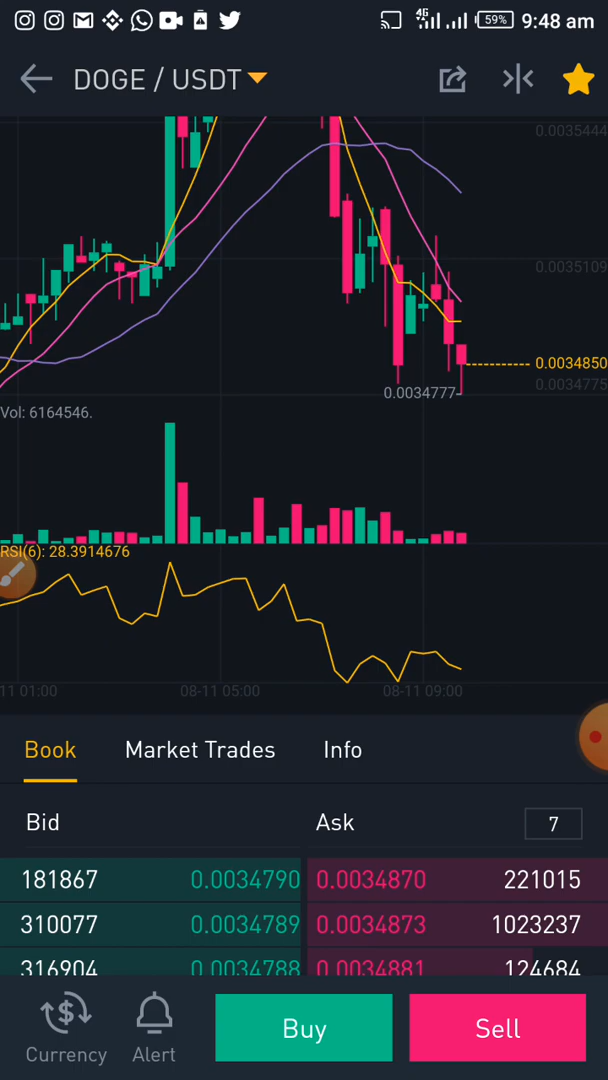 4G 59% 9:48 am
DOGE / USDT
0.0035444
0.0035109
0.0034850
0.0034775
0.0034777
Vol: 6164546.
RSI(6): 28.3914676
11 01:00 08-11 05:00 08-11 09:00
Book Market Trades Info
Bid Ask 7
181867 0.0034790 0.0034870 221015
310077 0.0034789 0.0034873 1023237
316904 0.0034788 0.0034881 124684
Currency Alert Buy Sell